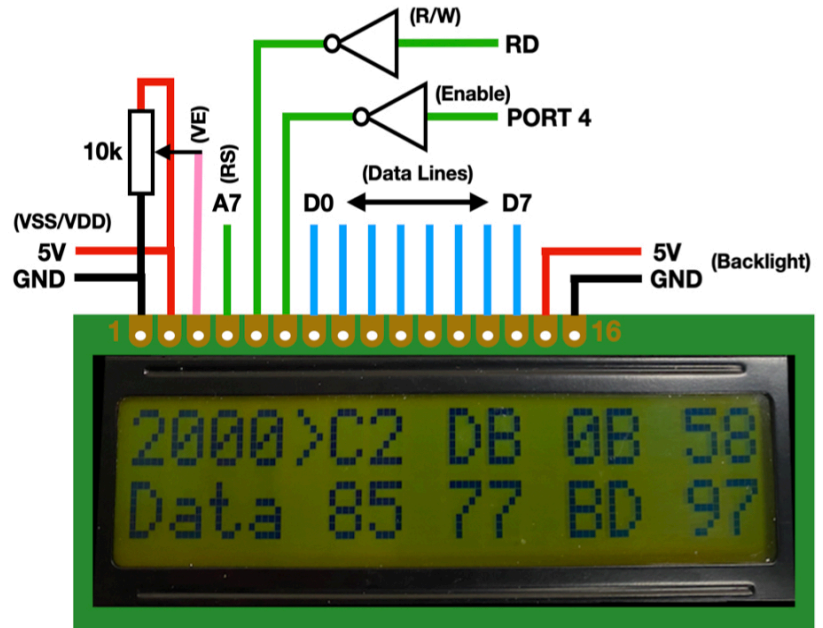 (R/W)
RD
(Enable)
PORT 4
10k
(VE)
(RS)
(Data Lines)
A7
D0
D7
(VSS/VDD)
5V
GND
5V
GND
(Backlight)
1
16
2000>C2 DB 0B 58
Data 85 77 BD 97